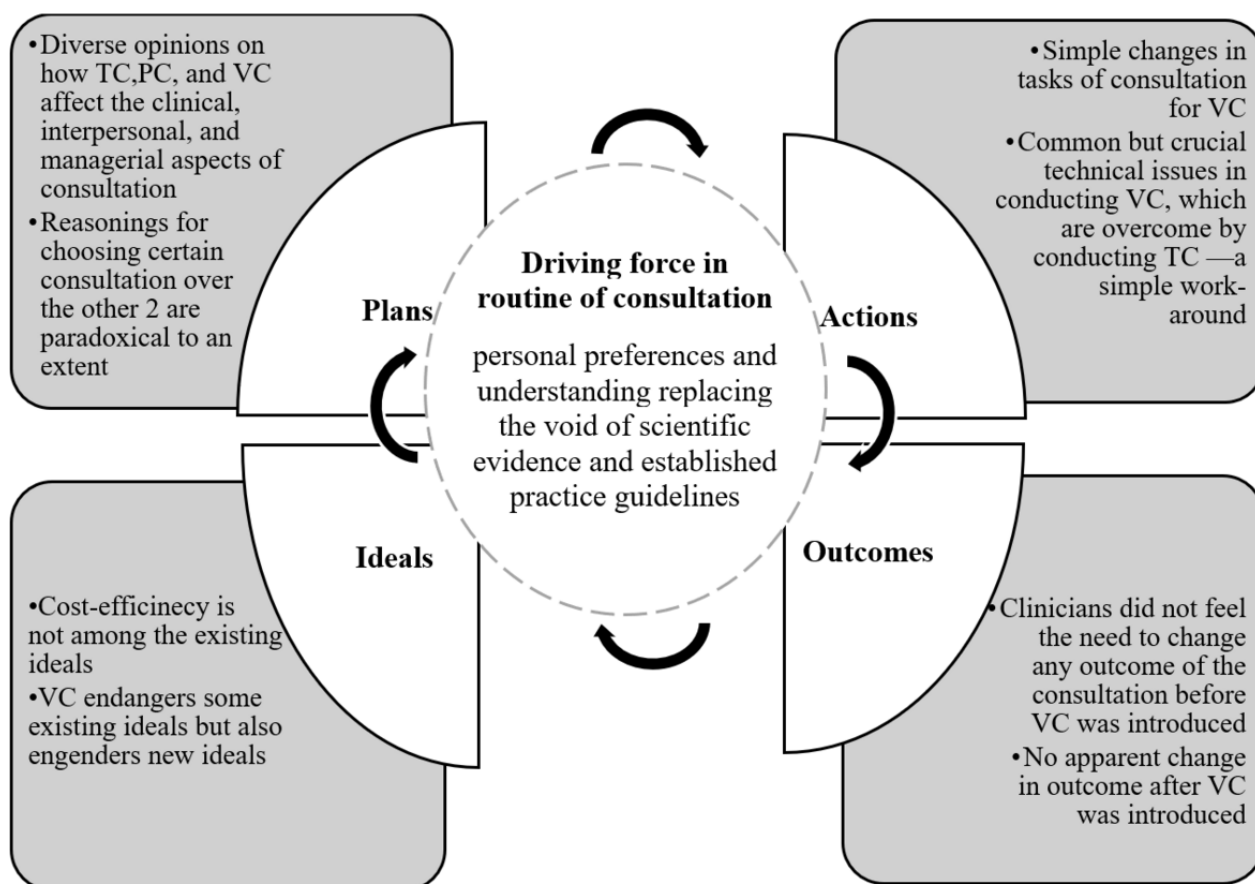 •Diverse opinions on
how TC,PC, and VC
affect the clinical,
interpersonal, and
managerial aspects of
consultation
•Reasonings for
choosing certain
consultation over
the other 2 are
paradoxical to an
extent
Plans
Driving force in
routine of consultation
personal preferences and
understanding replacing
the void of scientific
evidence and established
practice guidelines
•Simple changes in
tasks of consultation
for VC
•Common but crucial
technical issues in
conducting VC, which
are overcome by
conducting TC —a
simple work-
around
Actions
Ideals
•Cost-efficinecy is
not among the existing
ideals
•VC endangers some
existing ideals but also
engenders new ideals
Outcomes
•Clinicians did not feel
the need to change
any outcome of the
consultation before
VC was introduced
•No apparent change
in outcome after VC
was introduced